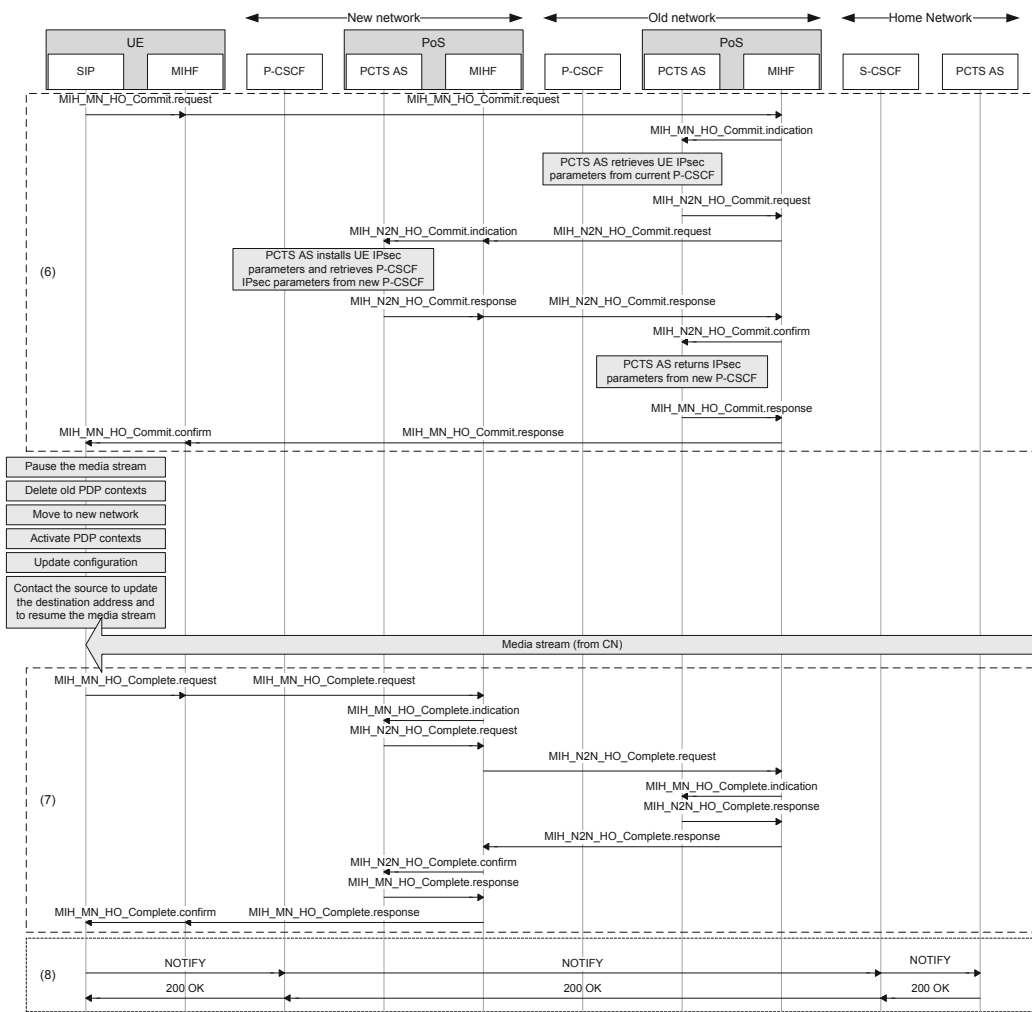 New network
Old network
Home Network
UE
PoS
PoS
SIP
MIHF
P-CSCF
PCTS AS
MIHF
P-CSCF
PCTS AS
MIHF
S-CSCF
PCTS AS
(6)
MIH_MN_HO_Commit.request
MIH_MN_HO_Commit.request
MIH_MN_HO_Commit.indication
PCTS AS retrieves UE IPsec
parameters from current P-CSCF
MIH_N2N_HO_Commit.request
MIH_N2N_HO_Commit.indication
MIH_N2N_HO_Commit.request
PCTS AS installs UE IPsec
parameters and retrieves P-CSCF
IPsec parameters from new P-CSCF
MIH_N2N_HO_Commit.response
MIH_N2N_HO_Commit.response
MIH_N2N_HO_Commit.confirm
PCTS AS returns IPsec
parameters from new P-CSCF
MIH_MN_HO_Commit.response
MIH_MN_HO_Commit.confirm
MIH_MN_HO_Commit.response
Pause the media stream
Delete old PDP contexts
Move to new network
Activate PDP contexts
Update configuration
Contact the source to update
the destination address and
to resume the media stream
Media stream (from CN)
(7)
MIH_MN_HO_Complete.request
MIH_MN_HO_Complete.request
MIH_MN_HO_Complete.indication
MIH_N2N_HO_Complete.request
MIH_N2N_HO_Complete.request
MIH_MN_HO_Complete.indication
MIH_N2N_HO_Complete.response
MIH_N2N_HO_Complete.response
MIH_N2N_HO_Complete.confirm
MIH_MN_HO_Complete.response
MIH_MN_HO_Complete.confirm
MIH_MN_HO_Complete.response
(8)
NOTIFY
NOTIFY
NOTIFY
200 OK
200 OK
200 OK